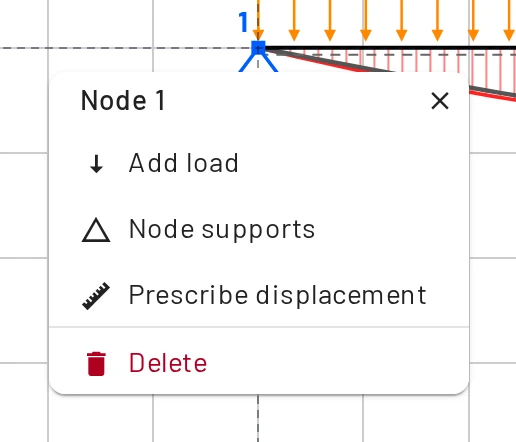 1
Node 1
Add load
Node supports
Prescribe displacement
Delete